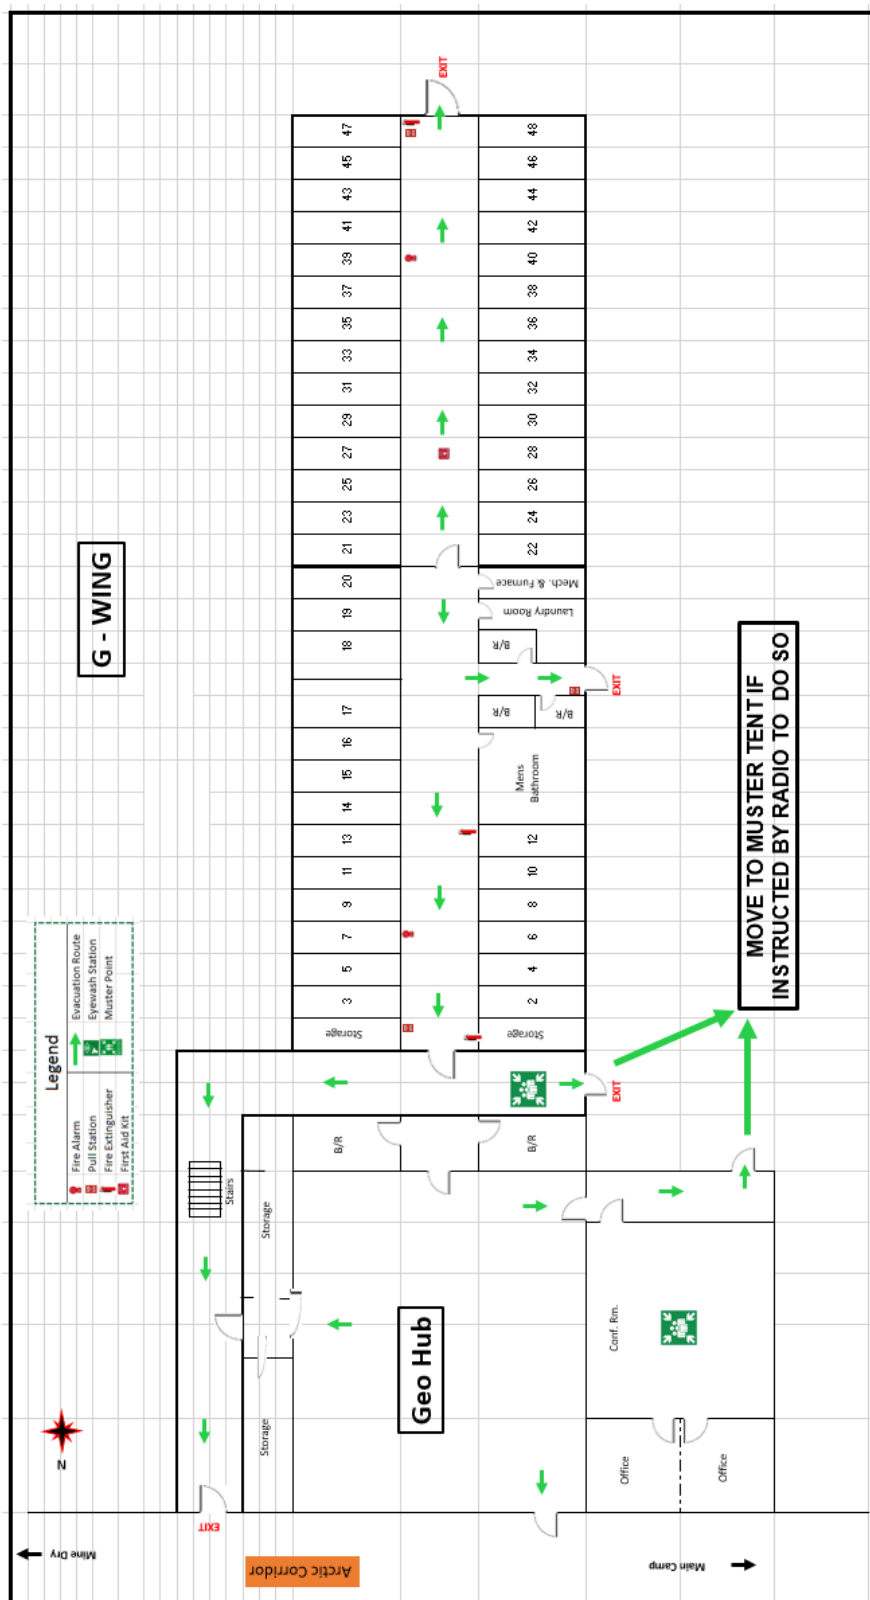 G - WING
Legend
Fire Alarm
Evacuation Route
Pull Station
Eyewash Station
Fire Extinguisher
Muster Point
First Aid Kit
N
Mine Dry
Arctic Corridor
Main Camp
EXIT
Stairs
Storage
Storage
Geo Hub
B/R
B/R
Conf. Rm.
Office
Office
EXIT
MOVE TO MUSTER TENT IF
INSTRUCTED BY RADIO TO DO SO
Storage
3
5
7
9
11
13
14
15
16
17
18
19
20
21
23
25
27
29
31
33
35
37
39
41
43
45
47
Storage
2
4
6
8
10
12
Mens
Bathroom
B/R
B/R
EXIT
B/R
Laundry Room
Mech. & Furnace
22
24
26
28
30
32
34
36
38
40
42
44
46
48
EXIT